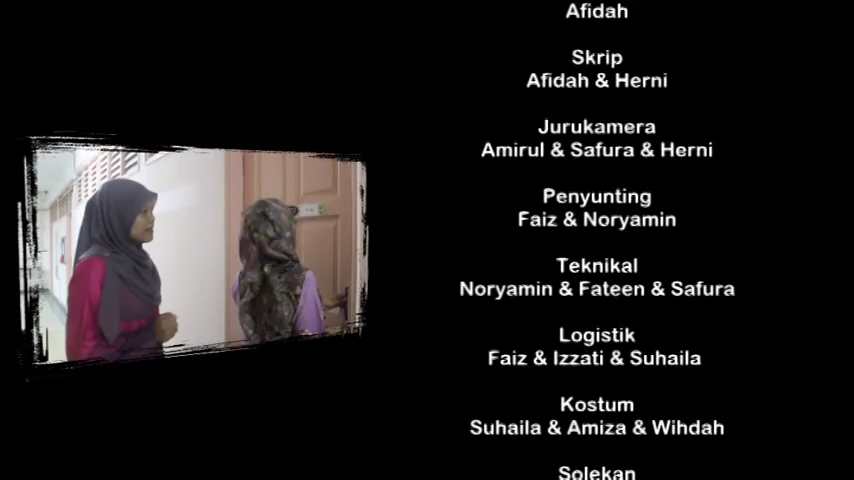 Afidah
Skrip
Afidah & Herni
Jurukamera
Amirul & Safura & Herni
Penyunting
Faiz & Noryamin
Teknikal
Noryamin & Fateen & Safura
Logistik
Faiz & Izzati & Suhaila
Kostum
Suhaila & Amiza & Wihdah
Solekan